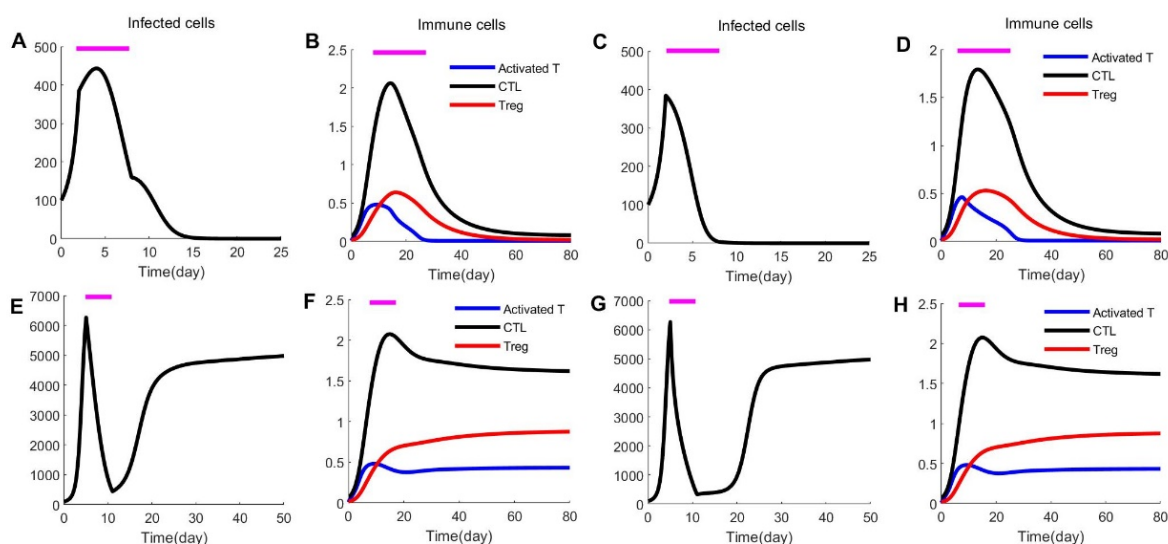 Infected cells
Immune cells
Infected cells
Immune cells
A
500
400
300
200
100
0
0 5 10 15 20 25
Time(day)
B
2.5
2
1.5
1
0.5
0
0 20 40 60 80
Time(day)
Activated T
CTL
Treg
C
500
400
300
200
100
0
0 5 10 15 20 25
Time(day)
D
2
1.5
1
0.5
0
0 20 40 60 80
Time(day)
Activated T
CTL
Treg
E
7000
6000
5000
4000
3000
2000
1000
0
0 10 20 30 40 50
Time(day)
F
2.5
2
1.5
1
0.5
0
0 20 40 60 80
Time(day)
Activated T
CTL
Treg
G
7000
6000
5000
4000
3000
2000
1000
0
0 10 20 30 40 50
Time(day)
H
2.5
2
1.5
1
0.5
0
0 20 40 60 80
Time(day)
Activated T
CTL
Treg